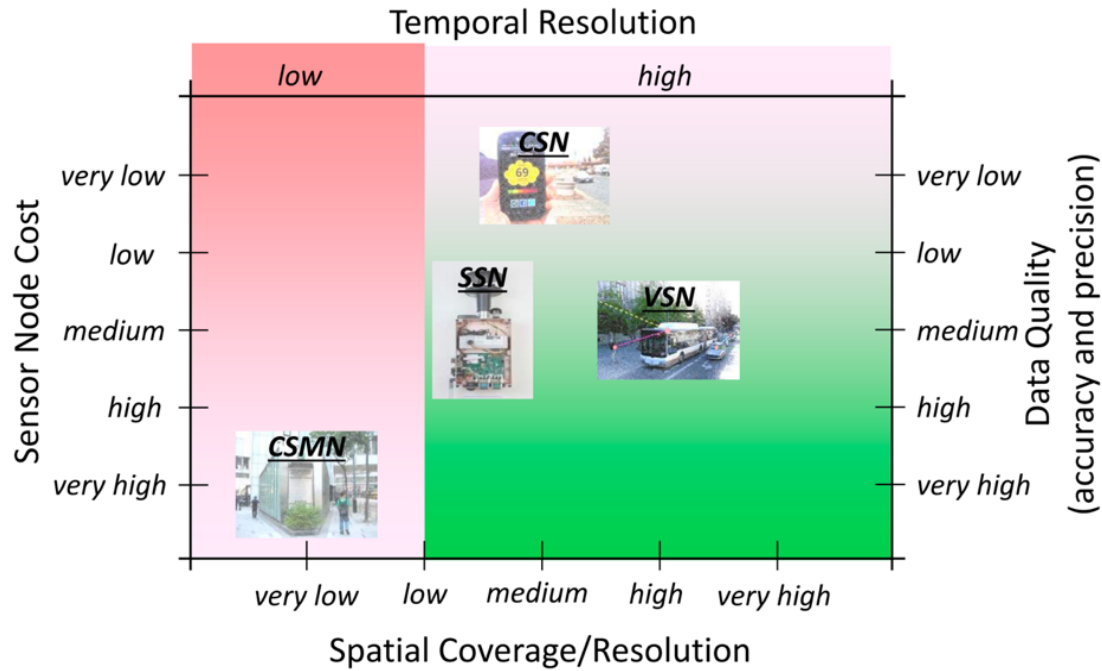 Temporal Resolution
low
high
Sensor Node Cost
very low
low
medium
high
very high
CSN
69
SSN
VSN
CSMN
very low
low
medium
high
very high
Data Quality
(accuracy and precision)
very low
low
medium
high
very high
Spatial Coverage/Resolution